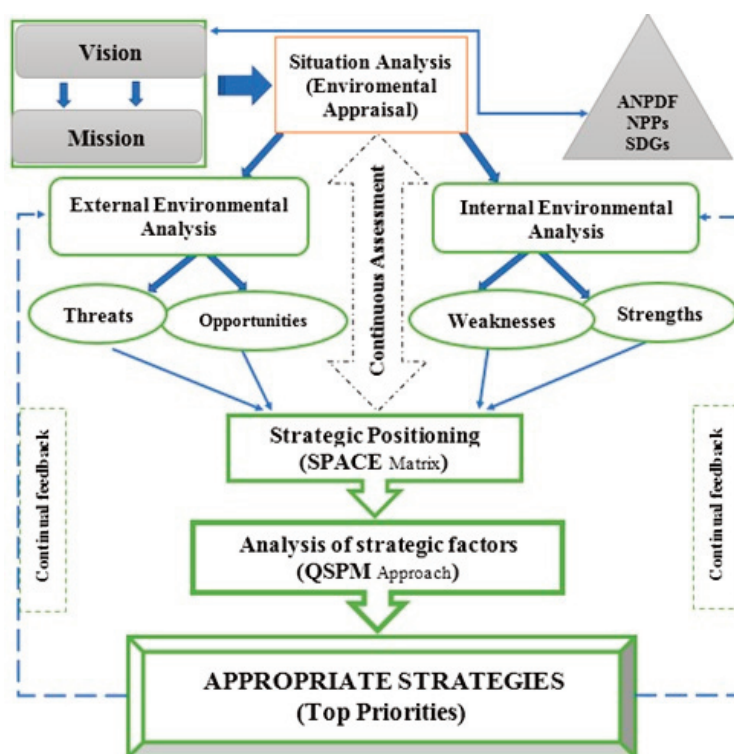 Vision
Mission
Situation Analysis
(Enviromental
Appraisal)
ANPDF
NPPs
SDGs
External Environmental
Analysis
Internal Environmental
Analysis
Continuous Assessment
Threats
Opportunities
Weaknesses
Strengths
Strategic Positioning
(SPACE Matrix)
Continual feedback
Continual feedback
Analysis of strategic factors
(QSPM Approach)
APPROPRIATE STRATEGIES
(Top Priorities)